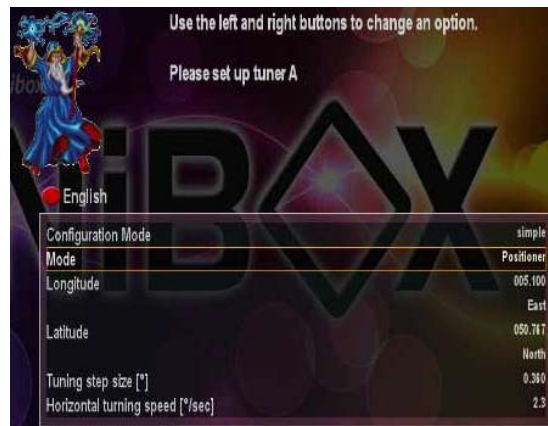 Use the left and right buttons to change an option.
Please set up tuner A
ibox
iBOX
English
Configuration Mode simple
Mode Positioner
Longitude 005.100
East
Latitude 050.767
North
Tuning step size [°] 0.360
Horizontal turning speed [°/sec] 2.3